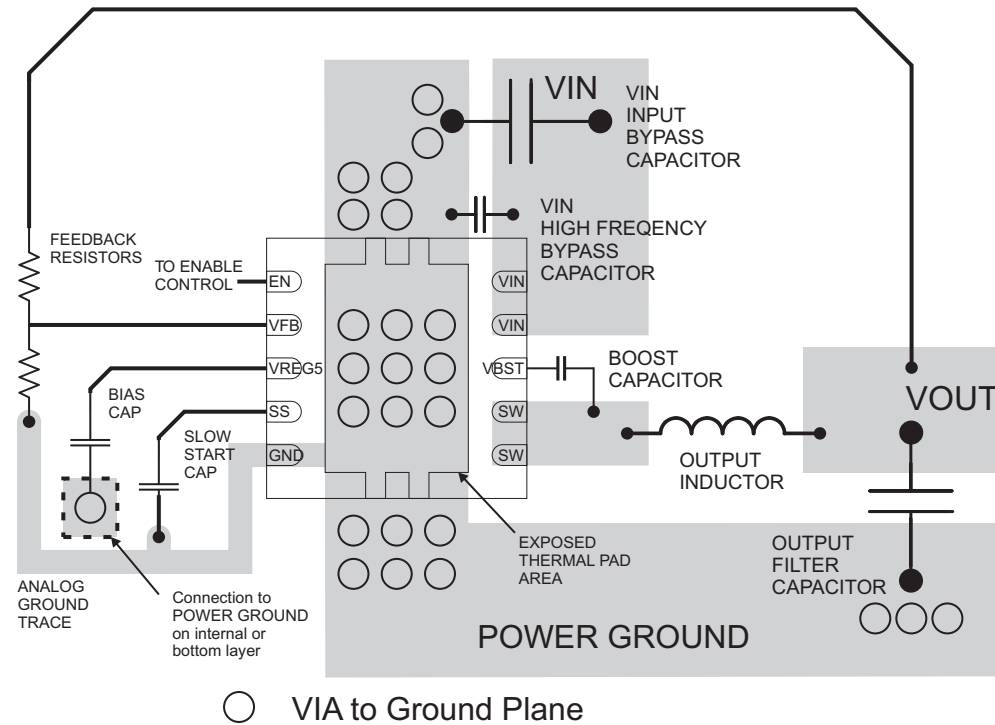 VIN
VIN
INPUT
BYPASS
CAPACITOR
VIN
HIGH FREQENCY
BYPASS
CAPACITOR
FEEDBACK
RESISTORS
TO ENABLE
CONTROL
EN
VFB
VREG5
SS
GND
VIN
VIN
VBST
SW
SW
BOOST
CAPACITOR
VOUT
BIAS
CAP
SLOW
START
CAP
OUTPUT
INDUCTOR
EXPOSED
THERMAL PAD
AREA
OUTPUT
FILTER
CAPACITOR
ANALOG
GROUND
TRACE
Connection to
POWER GROUND
on internal or
bottom layer
POWER GROUND
VIA to Ground Plane